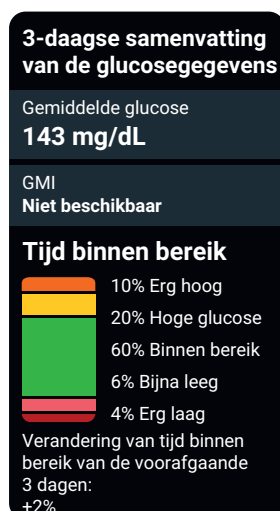 3-daagse samenvatting
van de glucosegegevens
Gemiddelde glucose
143 mg/dL
GMI
Niet beschikbaar
Tijd binnen bereik
10% Erg hoog
20% Hoge glucose
60% Binnen bereik
6% Bijna leeg
4% Erg laag
Verandering van tijd binnen
bereik van de voorafgaande
3 dagen:
+2%